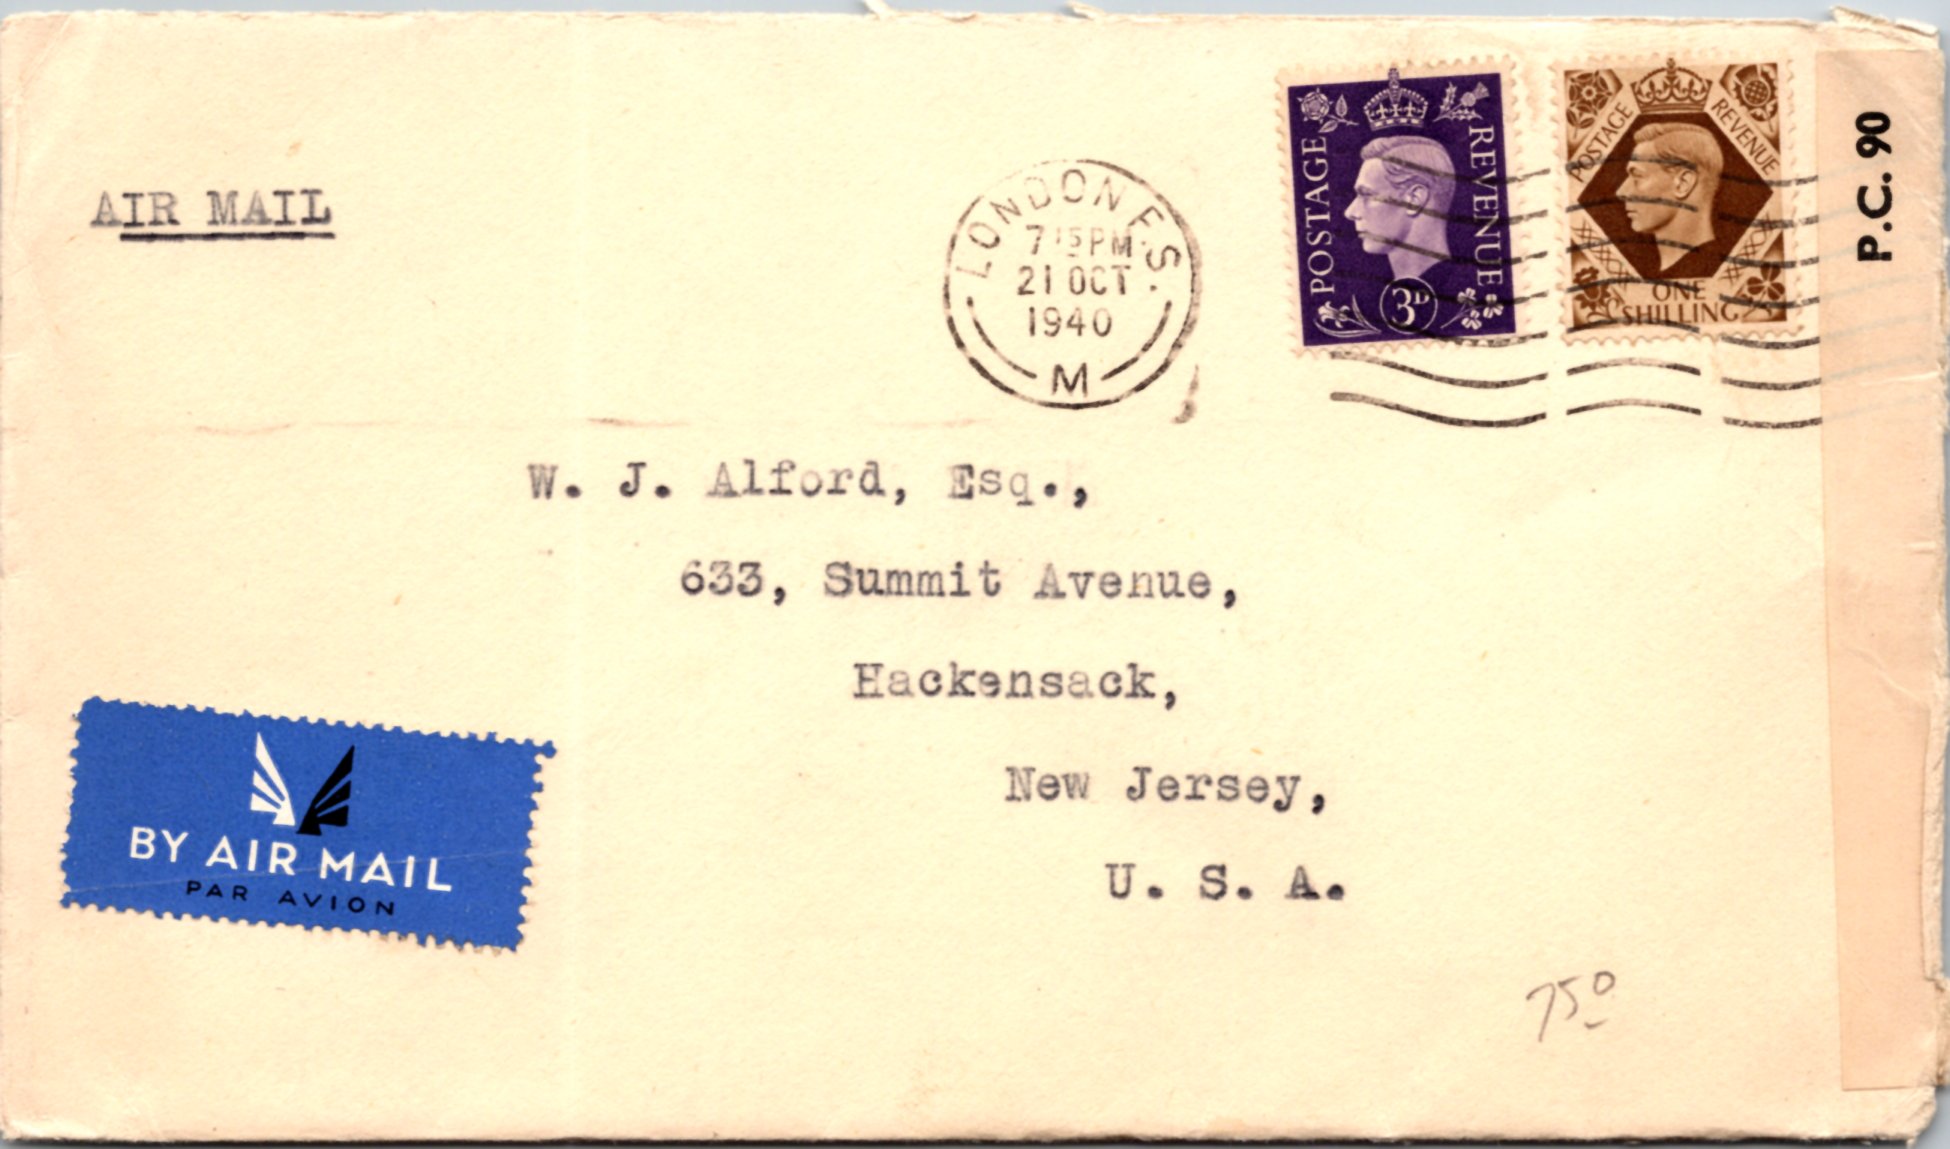 AIR MAIL
LONDON F.S.
7 15 PM
21 OCT
1940
M
POSTAGE
REVENUE
3D
POSTAGE
REVENUE
ONE
SHILLING
P.C. 90
W. J. Alford, Esq.,
633, Summit Avenue,
Hackensack,
New Jersey,
U. S. A.
BY AIR MAIL
PAR AVION
750